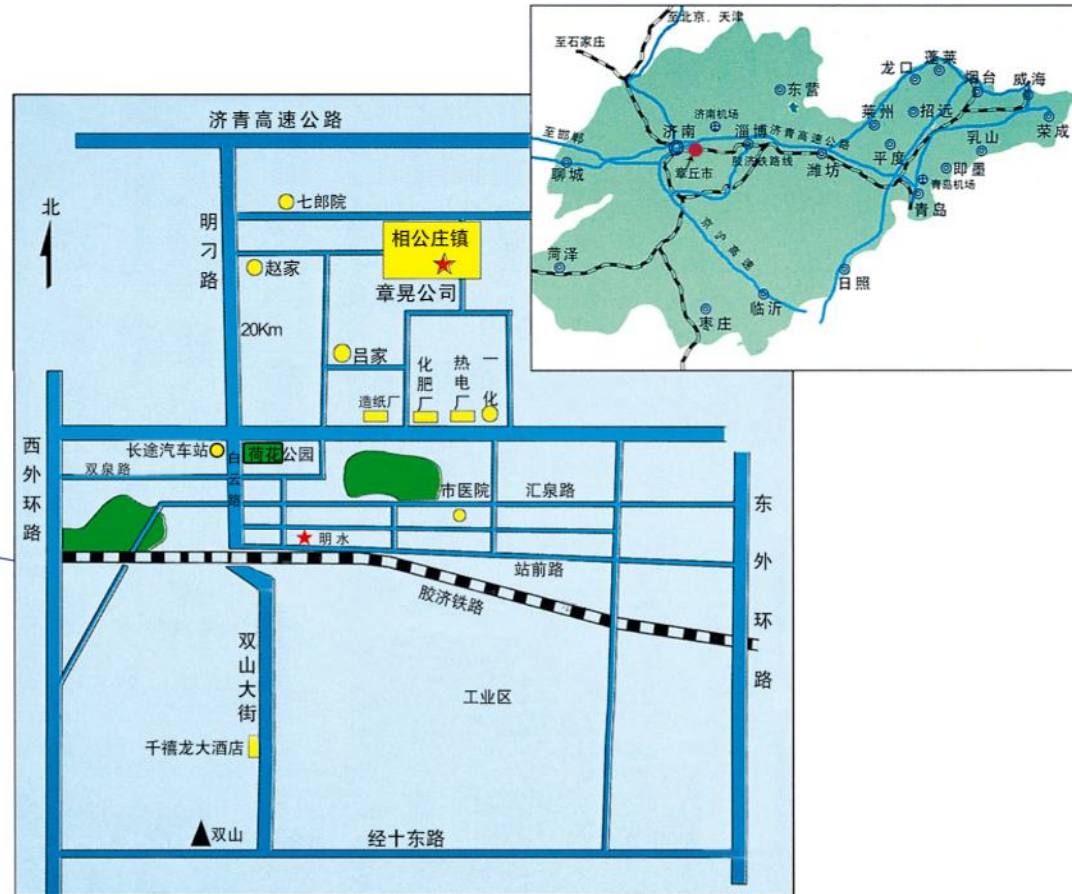 至北京、天津
至石家庄
蓬莱
龙口
烟台
威海
东营
莱州
招远
荣成
济南机场
至邯郸
济南
淄博
济青高速公路
乳山
胶济铁路线
平度
聊城
章丘市
潍坊
即墨
青岛机场
青岛
京沪高速
菏泽
日照
临沂
枣庄
济青高速公路
北
七郎院
明刁路
相公庄镇
赵家
章晃公司
20Km
吕家
化肥厂
热电厂
一化
造纸厂
西外环路
长途汽车站
荷花公园
白云路
双泉路
市医院
汇泉路
东外环路
明水
站前路
胶济铁路
双山大街
工业区
千禧龙大酒店
双山
经十东路